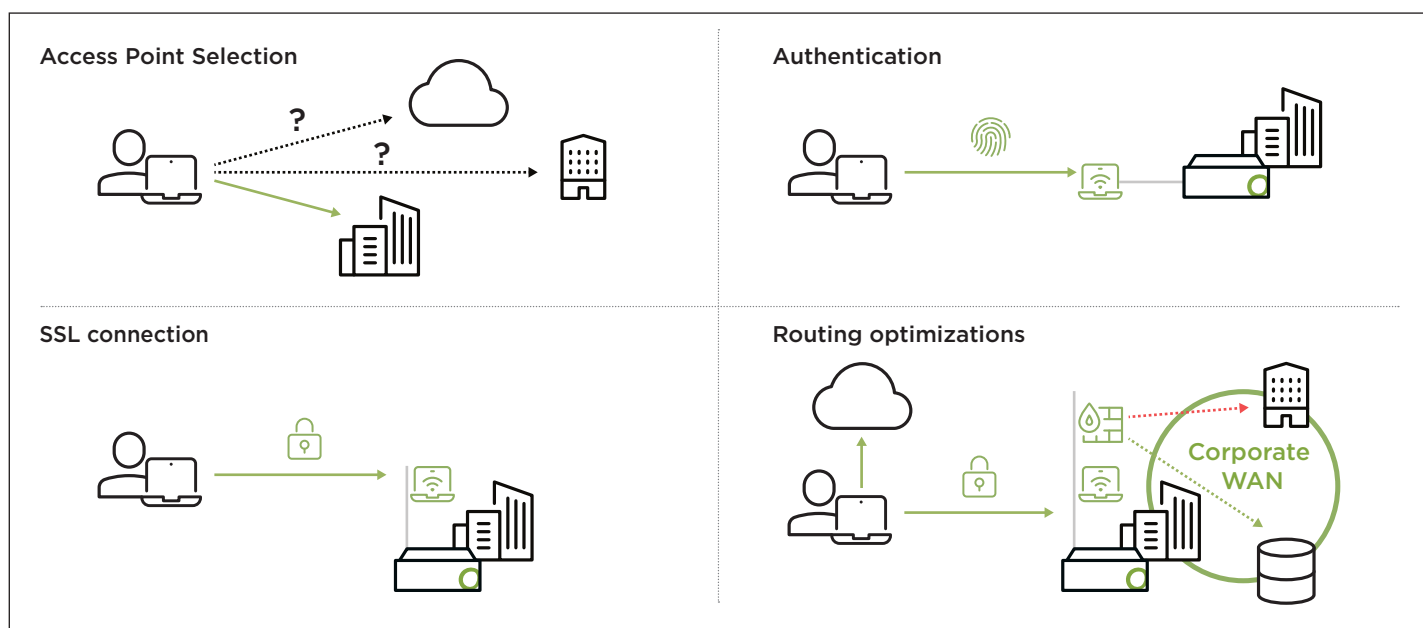 Access Point Selection
?
?
Authentication
SSL connection
Routing optimizations
Corporate
WAN